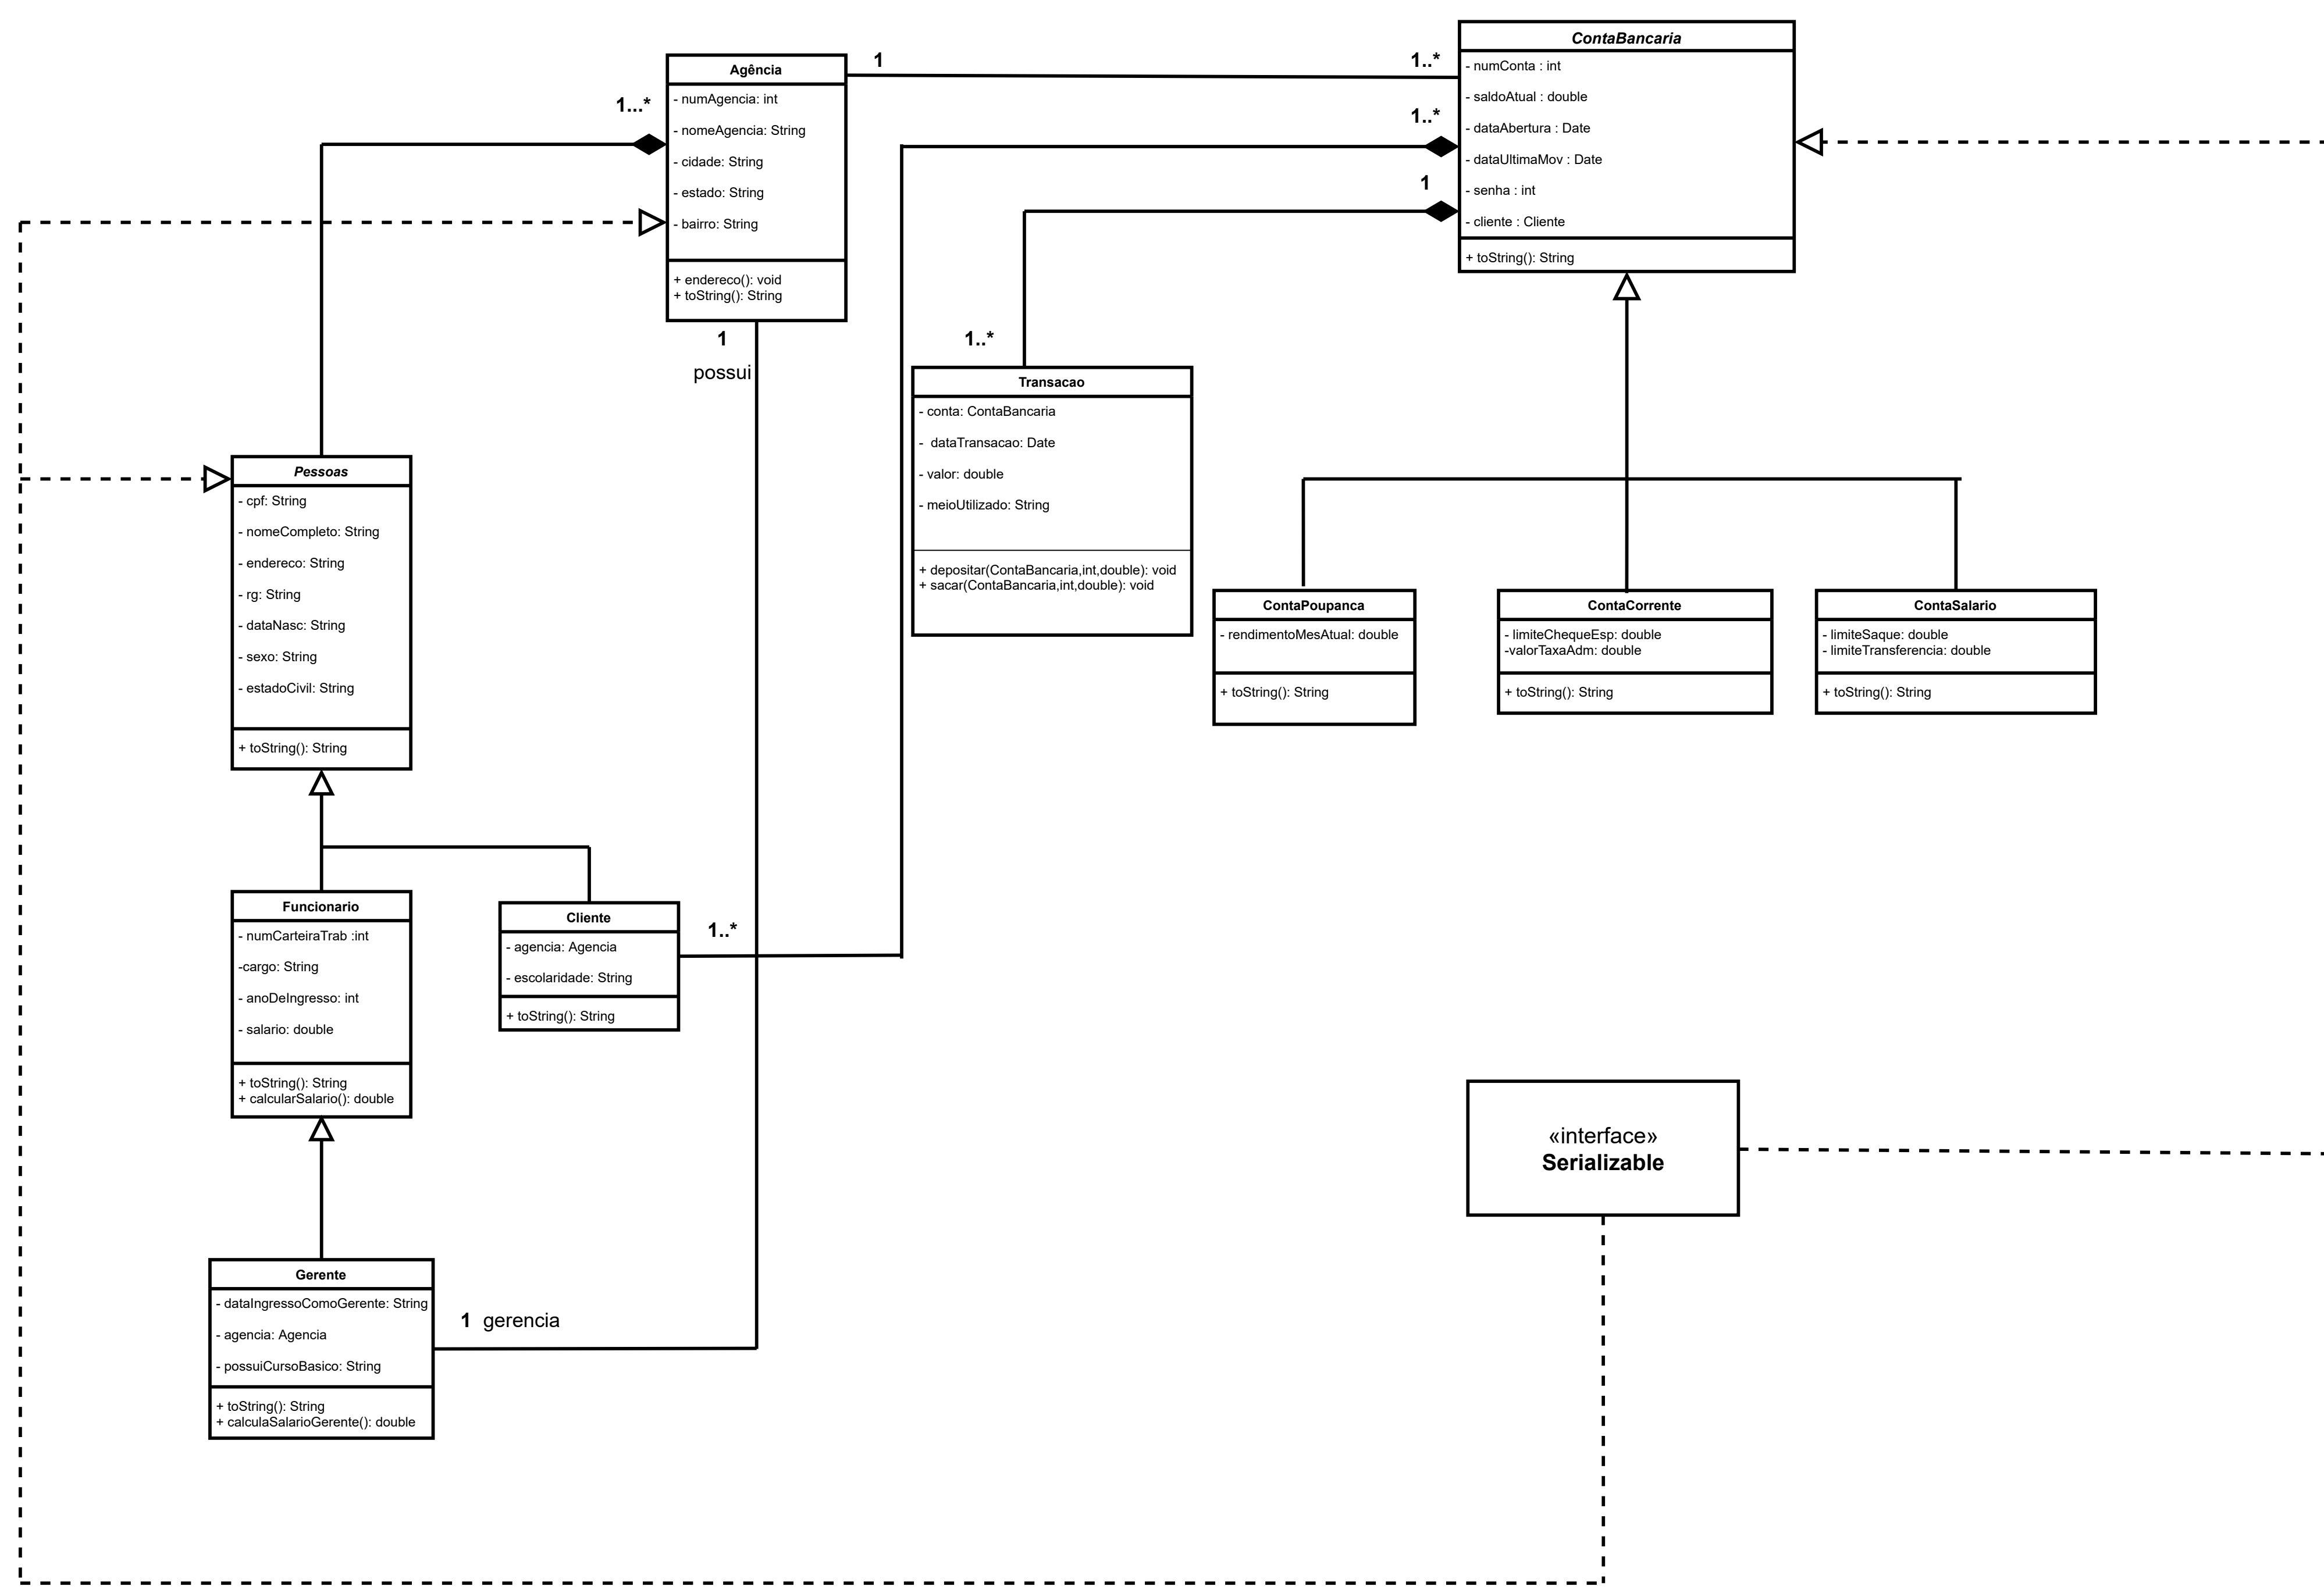 Agência
- numAgencia: int
- nomeAgencia: String
- cidade: String
- estado: String
- bairro: String
+ endereco(): void
+ toString(): String
1
1..*
1...*
1..*
1
ContaBancaria
- numConta : int
- saldoAtual : double
- dataAbertura : Date
- dataUltimaMov : Date
- senha : int
- cliente : Cliente
+ toString(): String
1
possui
1..*
Transacao
- conta: ContaBancaria
-  dataTransacao: Date
- valor: double
- meioUtilizado: String
+ depositar(ContaBancaria,int,double): void
+ sacar(ContaBancaria,int,double): void
Pessoas
- cpf: String
- nomeCompleto: String
- endereco: String
- rg: String
- dataNasc: String
- sexo: String
- estadoCivil: String
+ toString(): String
ContaPoupanca
- rendimentoMesAtual: double
+ toString(): String
ContaCorrente
- limiteChequeEsp: double
-valorTaxaAdm: double
+ toString(): String
ContaSalario
- limiteSaque: double
- limiteTransferencia: double
+ toString(): String
Funcionario
- numCarteiraTrab :int
-cargo: String
- anoDeIngresso: int
- salario: double
+ toString(): String
+ calcularSalario(): double
Cliente
- agencia: Agencia
- escolaridade: String
+ toString(): String
1..*
«interface»
Serializable
Gerente
- dataIngressoComoGerente: String
- agencia: Agencia
- possuiCursoBasico: String
+ toString(): String
+ calculaSalarioGerente(): double
1 gerencia